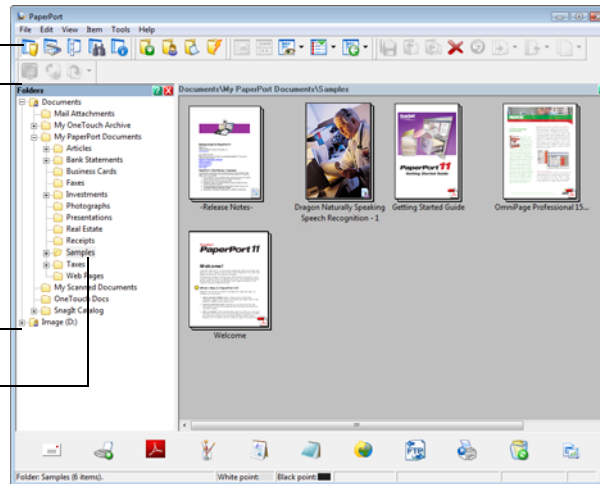 PaperPort
File Edit View Item Tools Help
Folders
Documents\My PaperPort Documents\Samples
Documents
Mail Attachments
My OneTouch Archive
My PaperPort Documents
Articles
Bank Statements
Business Cards
Faxes
Investments
Photographs
Presentations
Real Estate
Receipts
Samples
Taxes
Web Pages
My Scanned Documents
OneTouch Docs
SnagIt Catalog
Image (D:)
-Release Notes-
Dragon Naturally Speaking
Speech Recognition - 1
PaperPort 11
Getting Started Guide
Getting Started Guide
OmniPage Professional 15...
PaperPort 11
Welcome!
Welcome
FTP
Folder: Samples (6 items).
White point:
Black point: